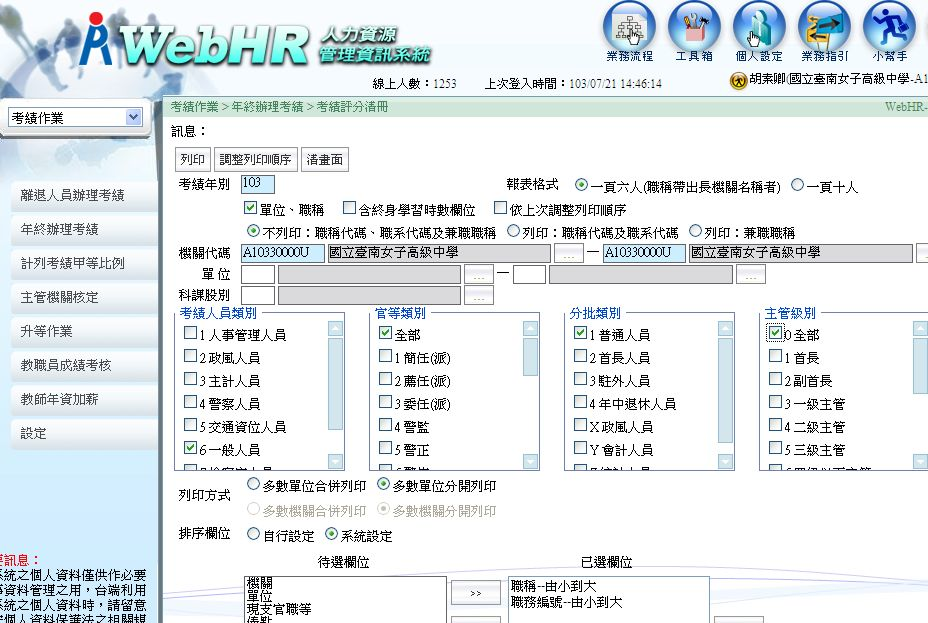 WebHR 人力資源
管理資訊系統
業務流程 工具箱 個人設定 業務指引 小幫手
線上人數：1253 上次登入時間：103/07/21 14:46:14
胡素卿(國立臺南女子高級中學-A1
考績作業
考績作業 > 年終辦理考績 > 考績評分清冊
WebHR-
訊息：
列印 調整列印順序 清畫面
考績年別 103 報表格式 一頁六人(職稱帶出長機關名稱者) 一頁十人
單位、職稱 含終身學習時數欄位 依上次調整列印順序
不列印：職稱代碼、職系代碼及兼職職稱 列印：職稱代碼及職系代碼 列印：兼職職稱
機關代碼 A10330000U 國立臺南女子高級中學 ... — A10330000U 國立臺南女子高級中學
單 位 ... — ...
科課股別 ...
離退人員辦理考績
年終辦理考績
計列考績甲等比例
主管機關核定
升等作業
教職員成績考核
教師年資加薪
設定
考績人員類別
1人事管理人員
2政風人員
3主計人員
4警察人員
5交通資位人員
6一般人員
官等類別
全部
1簡任(派)
2薦任(派)
3委任(派)
4警監
5警正
分批類別
1普通人員
2首長人員
3駐外人員
4年中退休人員
X政風人員
Y會計人員
主管級別
0全部
1首長
2副首長
3一級主管
4二級主管
5三級主管
列印方式 多數單位合併列印 多數單位分開列印
多數機關合併列印 多數機關分開列印
排序欄位 自行設定 系統設定
待選欄位 已選欄位
機關
單位
現支官職等
>>
職稱--由小到大
職務編號--由小到大
訊息：
統之個人資料僅供作必要
資料管理之用，台端利用
統之個人資料時，請留意
個人資料保護法之相關規